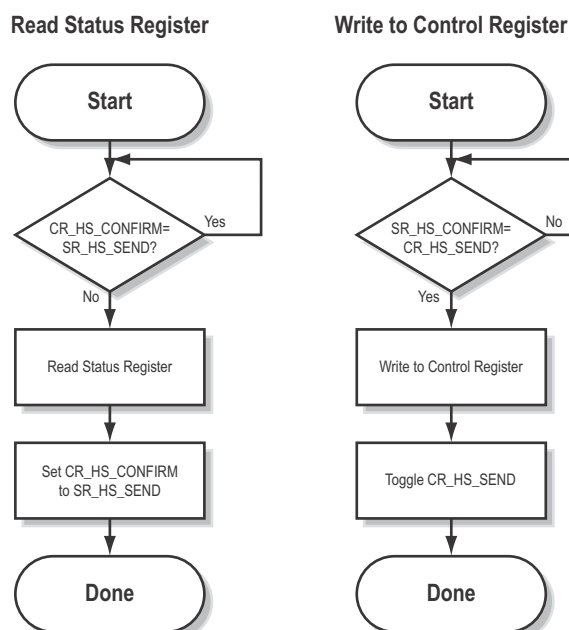 Read Status Register
Start
CR_HS_CONFIRM=
SR_HS_SEND?
Yes
No
Read Status Register
Set CR_HS_CONFIRM
to SR_HS_SEND
Done
Write to Control Register
Start
SR_HS_CONFIRM=
CR_HS_SEND?
No
Yes
Write to Control Register
Toggle CR_HS_SEND
Done